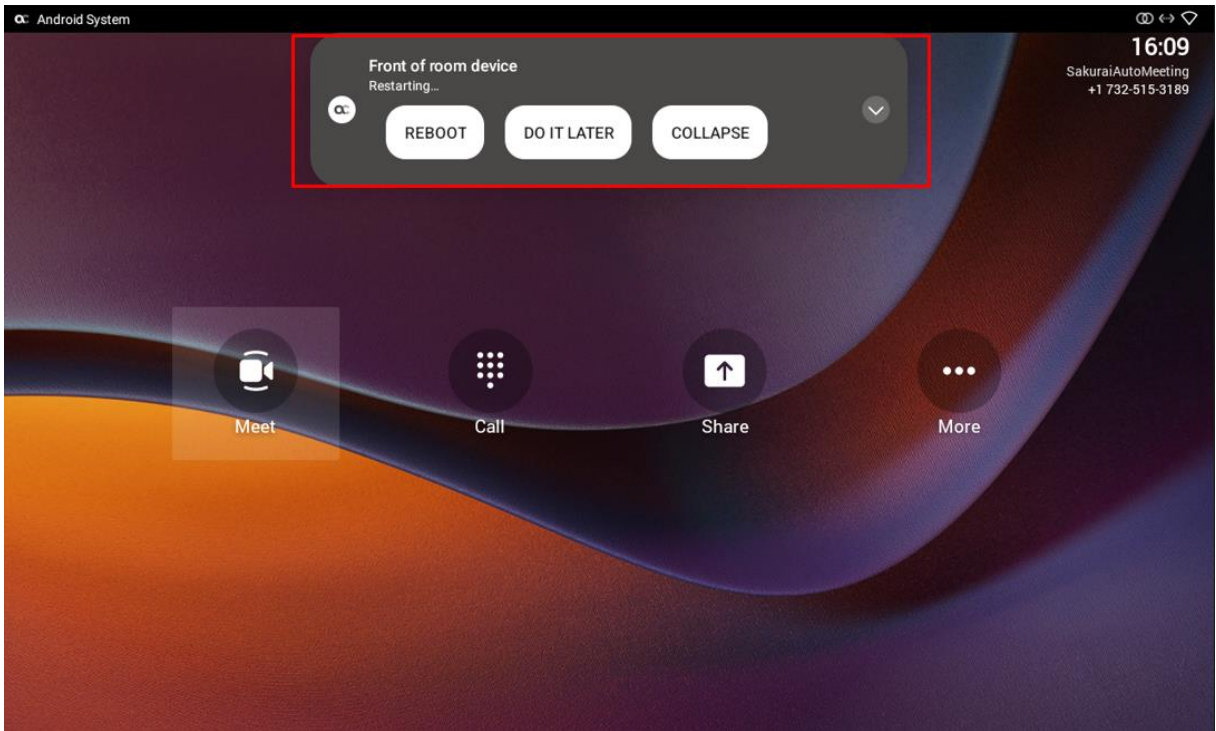 Android System
16:09
SakuraiAutoMeeting
+1 732-515-3189
Front of room device
Restarting...
REBOOT DO IT LATER COLLAPSE
Meet Call Share More